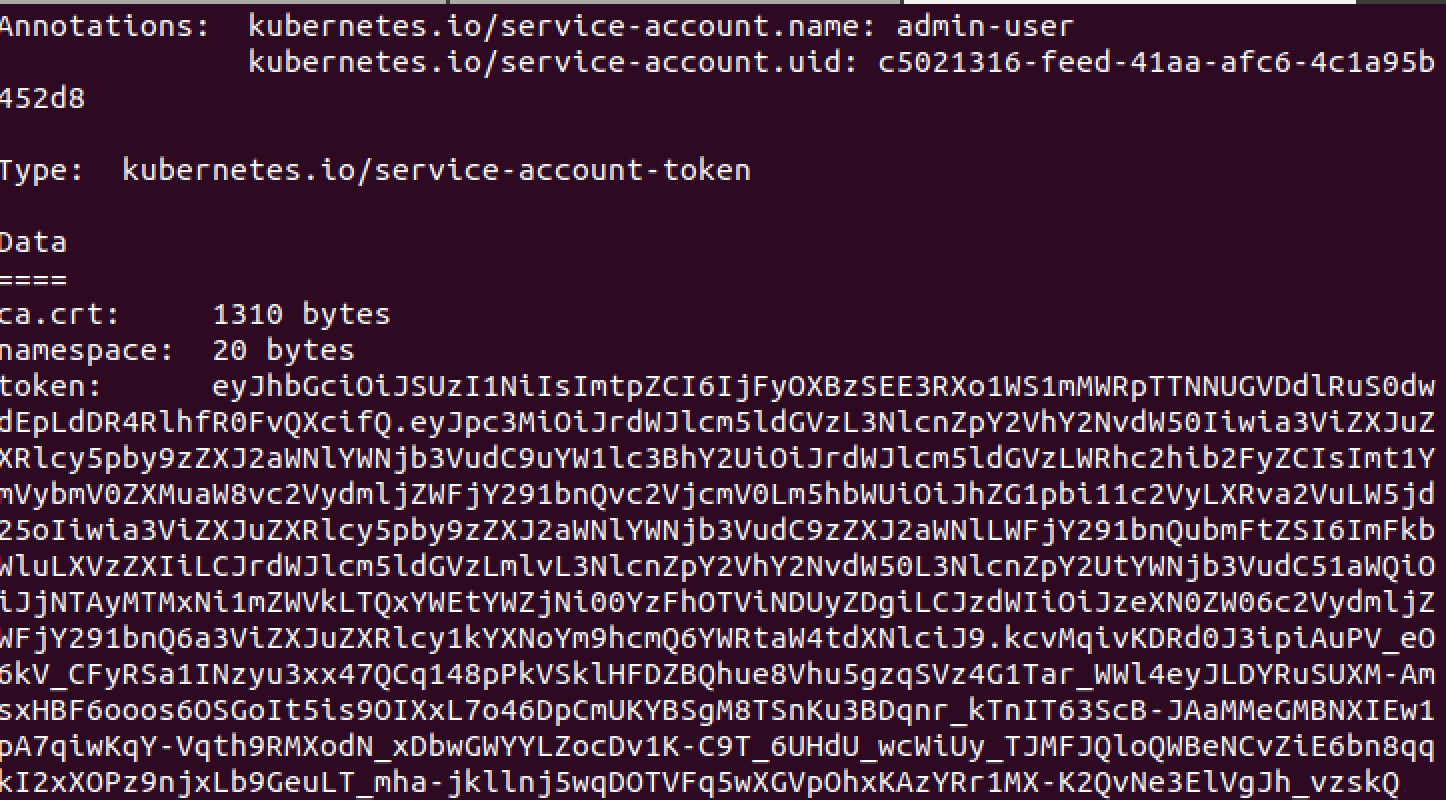 Annotations:  kubernetes.io/service-account.name: admin-user
kubernetes.io/service-account.uid: c5021316-feed-41aa-afc6-4c1a95b
452d8
Type:  kubernetes.io/service-account-token
Data
====
ca.crt:     1310 bytes
namespace:  20 bytes
token:      eyJhbGciOiJSUzI1NiIsImtpZCI6IjFyOXBzSEE3RXo1WS1mMWRpTTNNUGVDdlRuS0dw
dEpLdDR4RlhfR0FvQXcifQ.eyJpc3MiOiJrdWJlcm5ldGVzL3NlcnZpY2VhY2NvdW50Iiwia3ViZXJuZ
XRlcy5pby9zZXJ2aWNlYWNjb3VudC9uYW1lc3BhY2UiOiJrdWJlcm5ldGVzLWRhc2hib2FyZCIsImt1Y
mVybmV0ZXMuaW8vc2VydmljZWFjY291bnQvc2VjcmV0Lm5hbWUiOiJhZG1pbi11c2VyLXRva2VuLW5jd
25oIiwia3ViZXJuZXRlcy5pby9zZXJ2aWNlYWNjb3VudC9zZXJ2aWNlLWFjY291bnQubmFtZSI6ImFkb
WluLXVzZXIiLCJrdWJlcm5ldGVzLmlvL3NlcnZpY2VhY2NvdW50L3NlcnZpY2UtYWNjb3VudC51aWQiO
iJjNTAyMTMxNi1mZWVkLTQxYWEtYWZjNi00YzFhOTViNDUyZDgiLCJzdWIiOiJzeXN0ZW06c2VydmljZ
WFjY291bnQ6a3ViZXJuZXRlcy1kYXNoYm9hcmQ6YWRtaW4tdXNlciJ9.kcvMqivKDRd0J3ipiAuPV_eO
6kV_CFyRSa1INzyu3xx47QCq148pPkVSklHFDZBQhue8Vhu5gzqSVz4G1Tar_WWl4eyJLDYRuSUXM-Am
sxHBF6ooos6OSGoIt5is9OIXxL7o46DpCmUKYBSgM8TSnKu3BDqnr_kTnIT63ScB-JAaMMeGMBNXIEw1
pA7qiwKqY-Vqth9RMXodN_xDbwGWYYLZocDv1K-C9T_6UHdU_wcWiUy_TJMFJQloQWBeNCvZiE6bn8qq
kI2xXOPz9njxLb9GeuLT_mha-jkllnj5wqDOTVFq5wXGVpOhxKAzYRr1MX-K2QvNe3ElVgJh_vzskQ